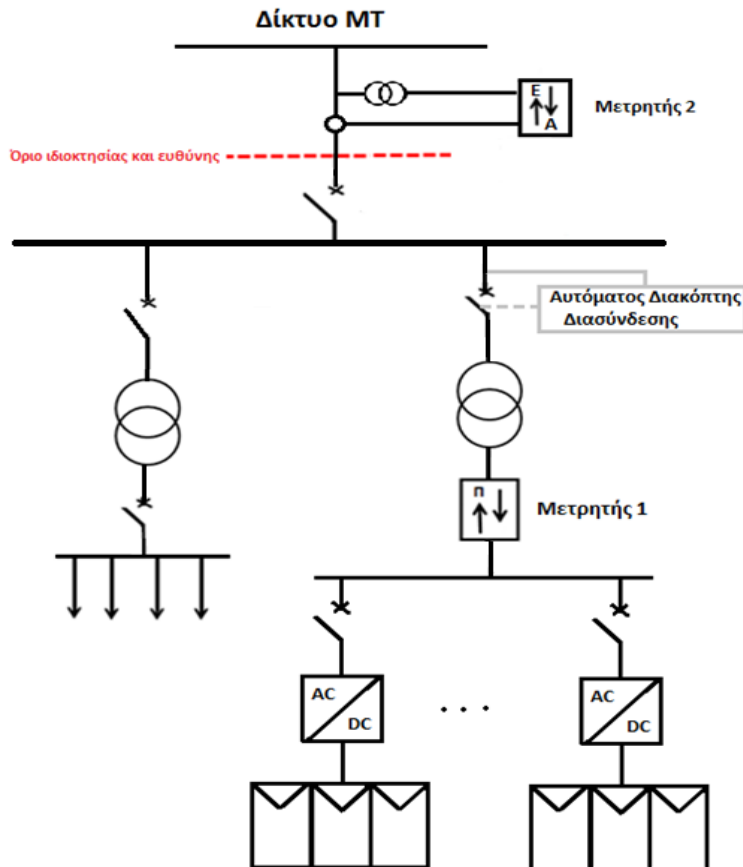 Δίκτυο ΜΤ
Ε
Α
Μετρητής 2
Όριο ιδιοκτησίας και ευθύνης
Αυτόματος Διακόπτης
Διασύνδεσης
Π
Μετρητής 1
AC
DC
. . .
AC
DC